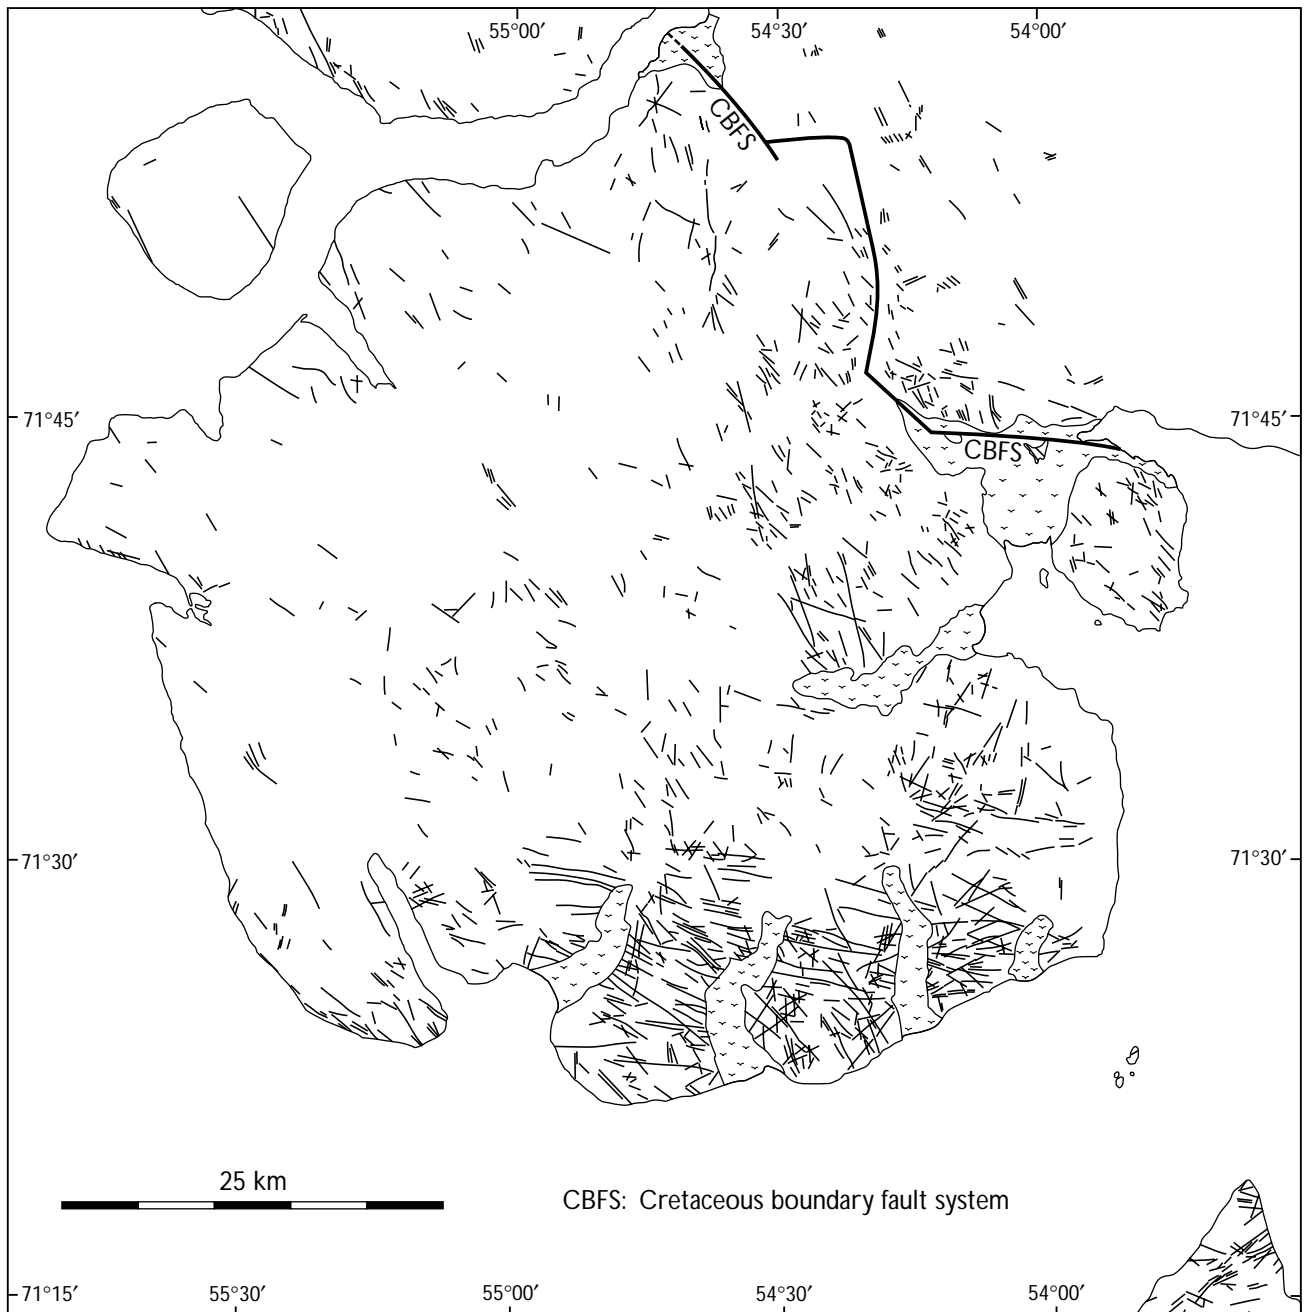 55°00′ 54°30′ 54°00′
CBFS
71°45′ 71°45′
CBFS
71°30′ 71°30′
25 km
CBFS: Cretaceous boundary fault system
71°15′ 55°30′ 55°00′ 54°30′ 54°00′